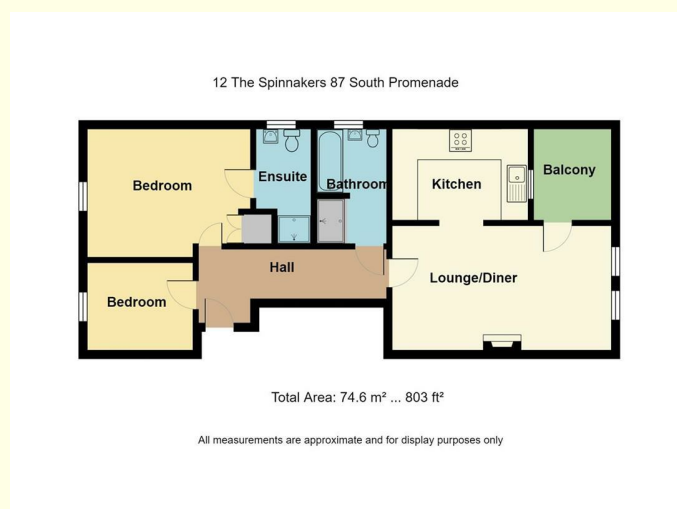 12 The Spinnakers 87 South Promenade
Bedroom
Ensuite
Bathroom
Kitchen
Balcony
Hall
Lounge/Diner
Bedroom
Total Area: 74.6 m² ... 803 ft²
All measurements are approximate and for display purposes only